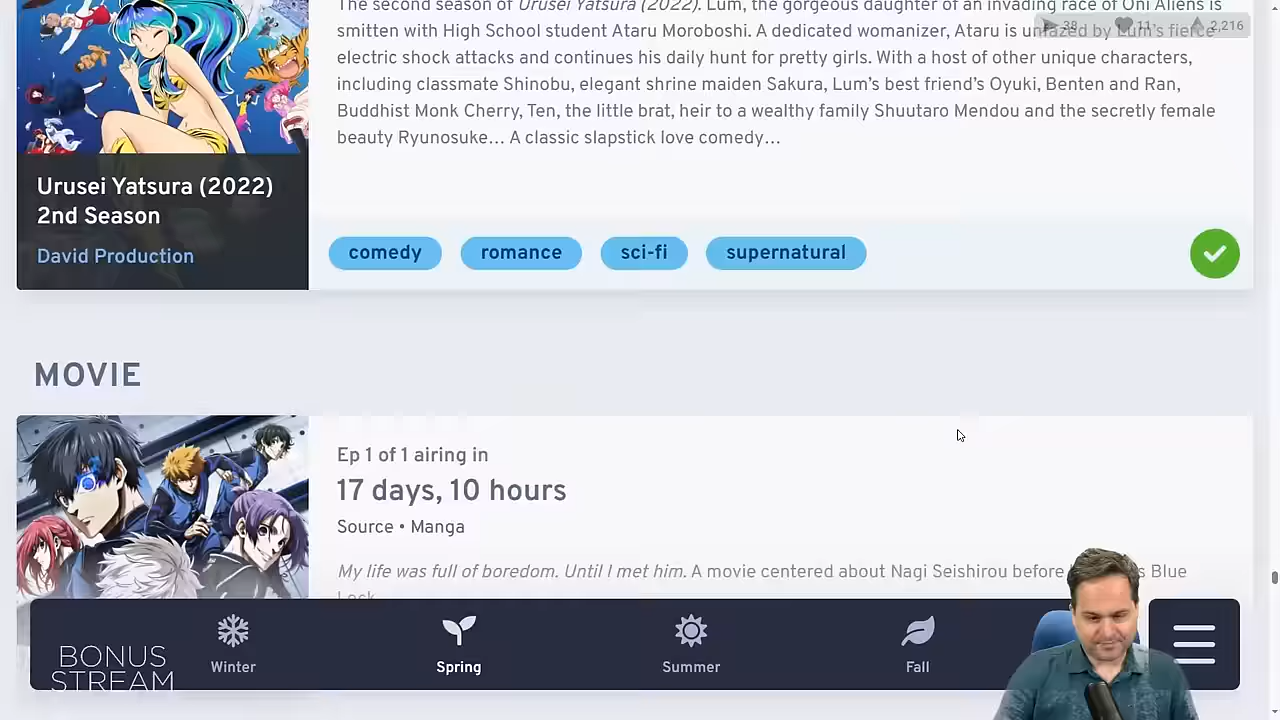 The second season of Urusei Yatsura (2022). Lum, the gorgeous daughter of an invading race of Oni Aliens is
38 11 2,216
smitten with High School student Ataru Moroboshi. A dedicated womanizer, Ataru is unfazed by Lum's fierce
electric shock attacks and continues his daily hunt for pretty girls. With a host of other unique characters,
including classmate Shinobu, elegant shrine maiden Sakura, Lum's best friend's Oyuki, Benten and Ran,
Buddhist Monk Cherry, Ten, the little brat, heir to a wealthy family Shuutaro Mendou and the secretly female
beauty Ryunosuke... A classic slapstick love comedy...
Urusei Yatsura (2022)
2nd Season
David Production
comedy romance sci-fi supernatural
MOVIE
Ep 1 of 1 airing in
17 days, 10 hours
Source • Manga
My life was full of boredom. Until I met him. A movie centered about Nagi Seishirou before Blue
Lock.
Winter Spring Summer Fall
BONUS
STREAM